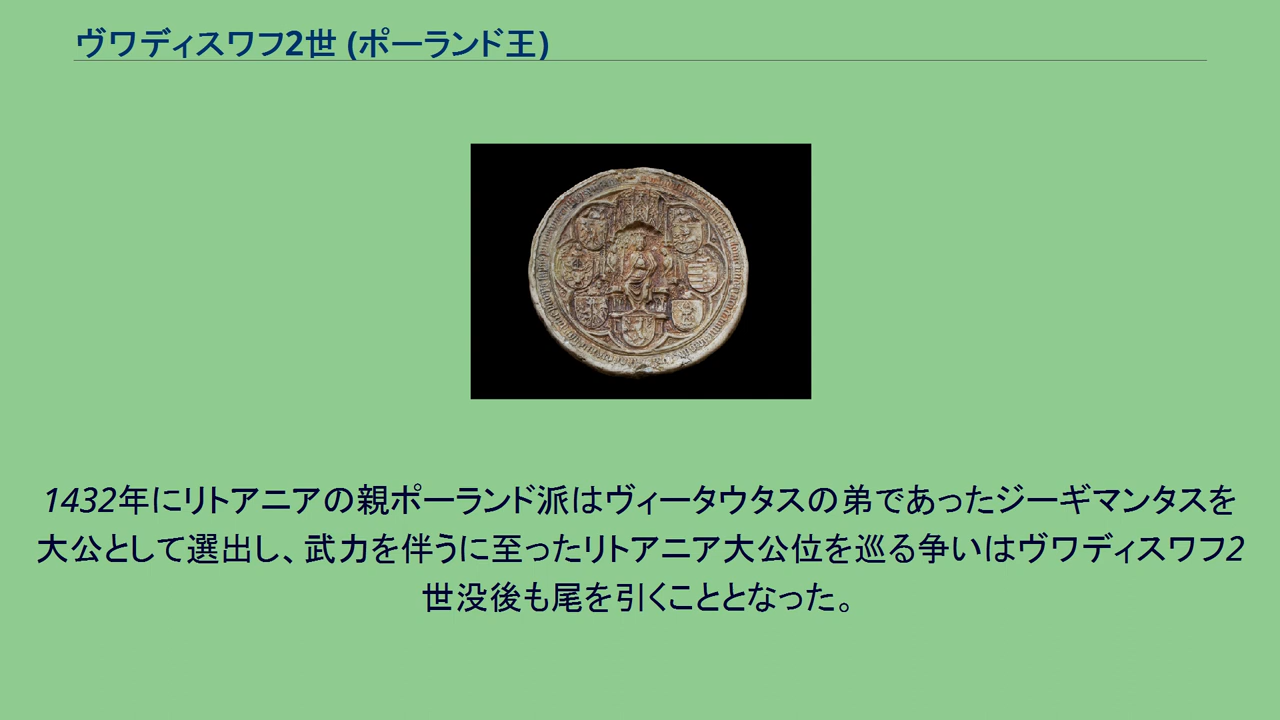 ヴワディスワフ2世 (ポーランド王)
1432年にリトアニアの親ポーランド派はヴィータウタスの弟であったジーギマンタスを
大公として選出し、武力を伴うに至ったリトアニア大公位を巡る争いはヴワディスワフ2
世没後も尾を引くこととなった。